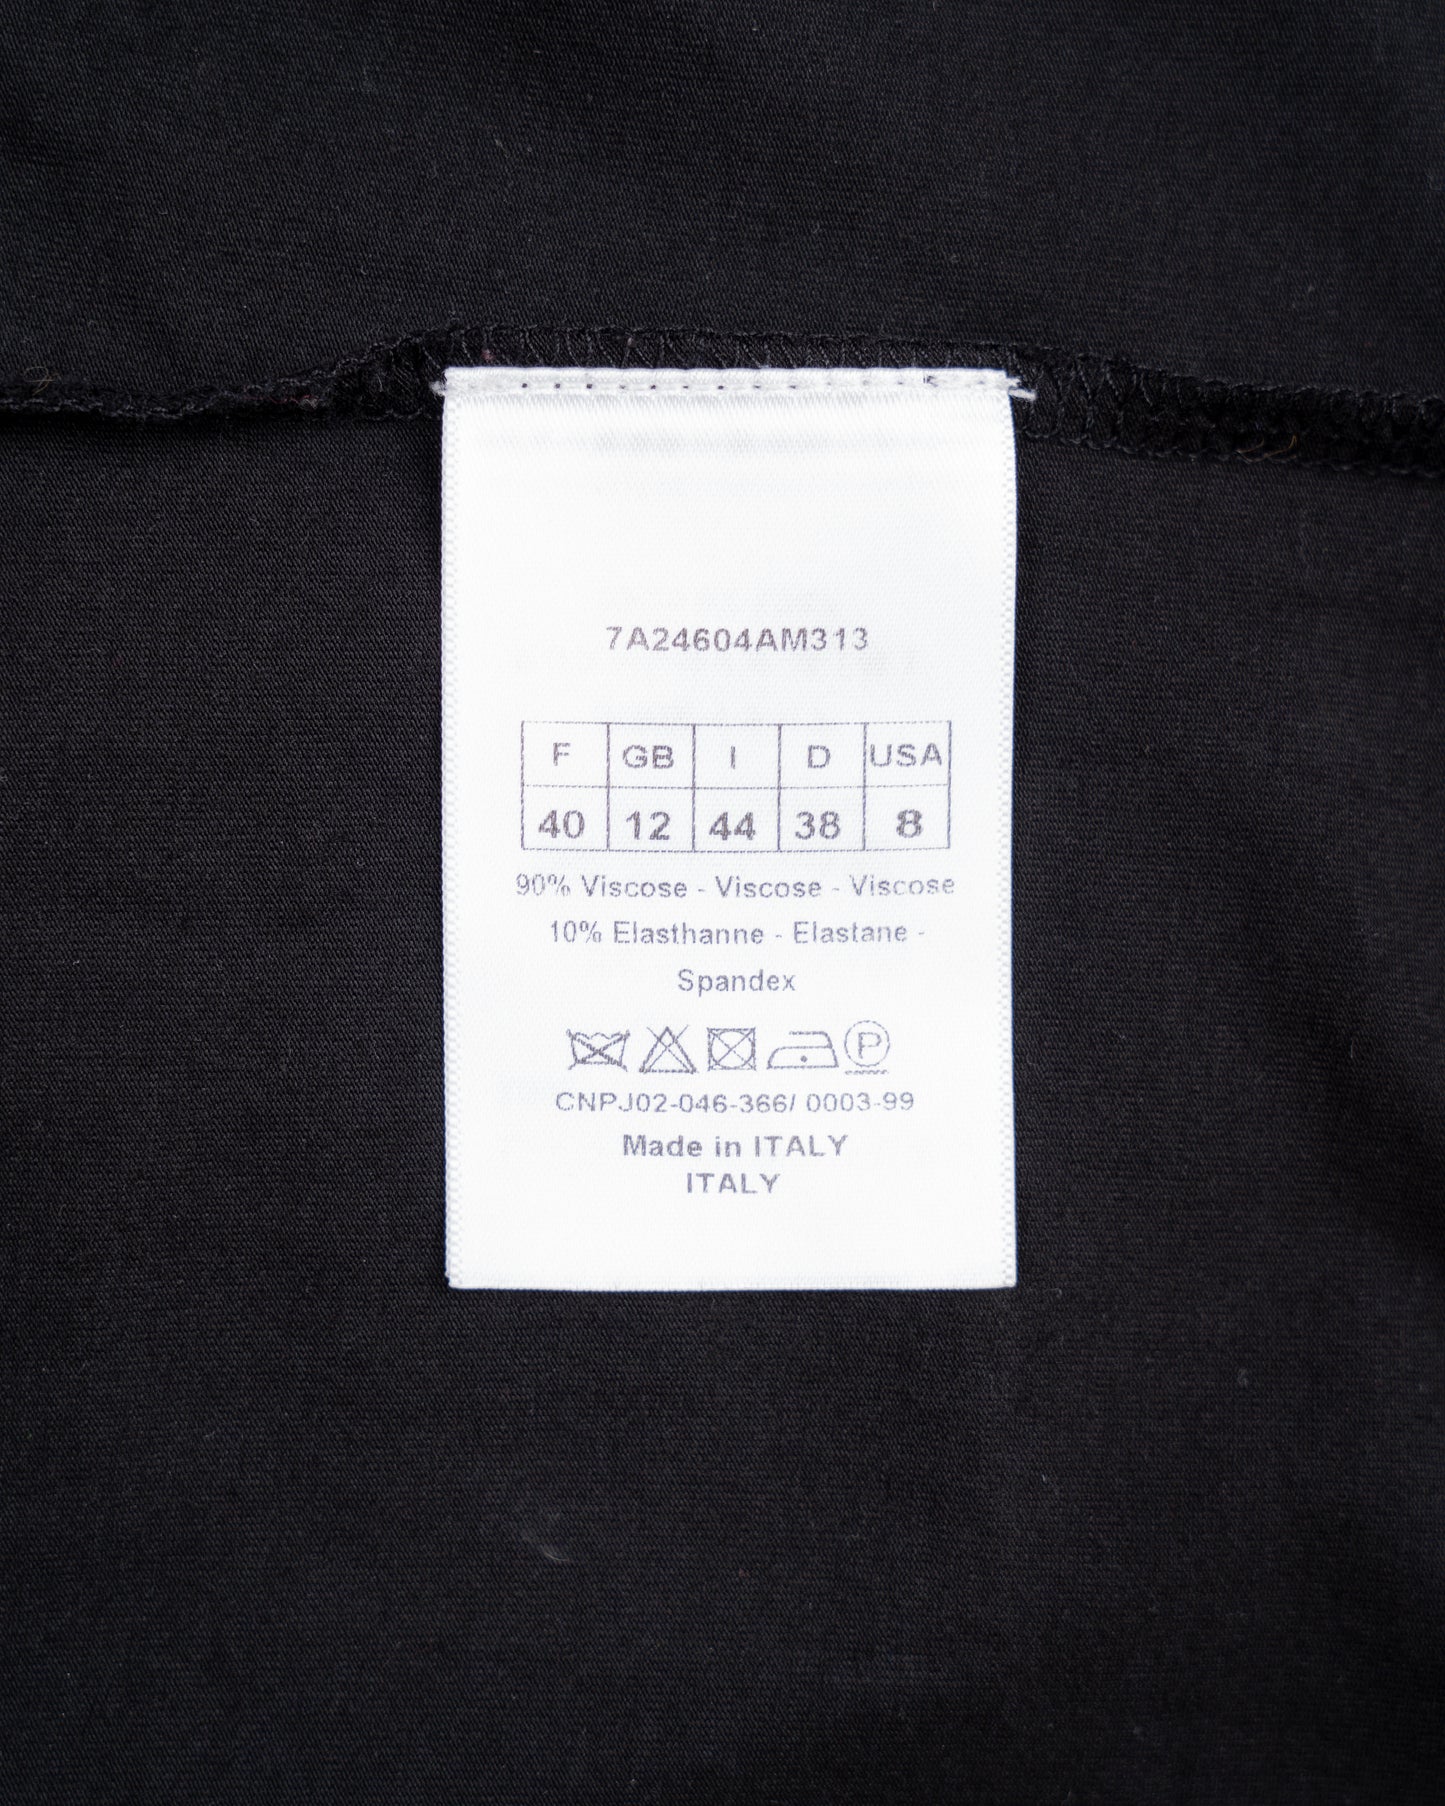 7A24604AM313
F GB I D USA
40 12 44 38 8
90% Viscose - Viscose - Viscose
10% Elasthanne - Elastane -
Spandex
P
CNPJ02-046-366/ 0003-99
Made in ITALY
ITALY